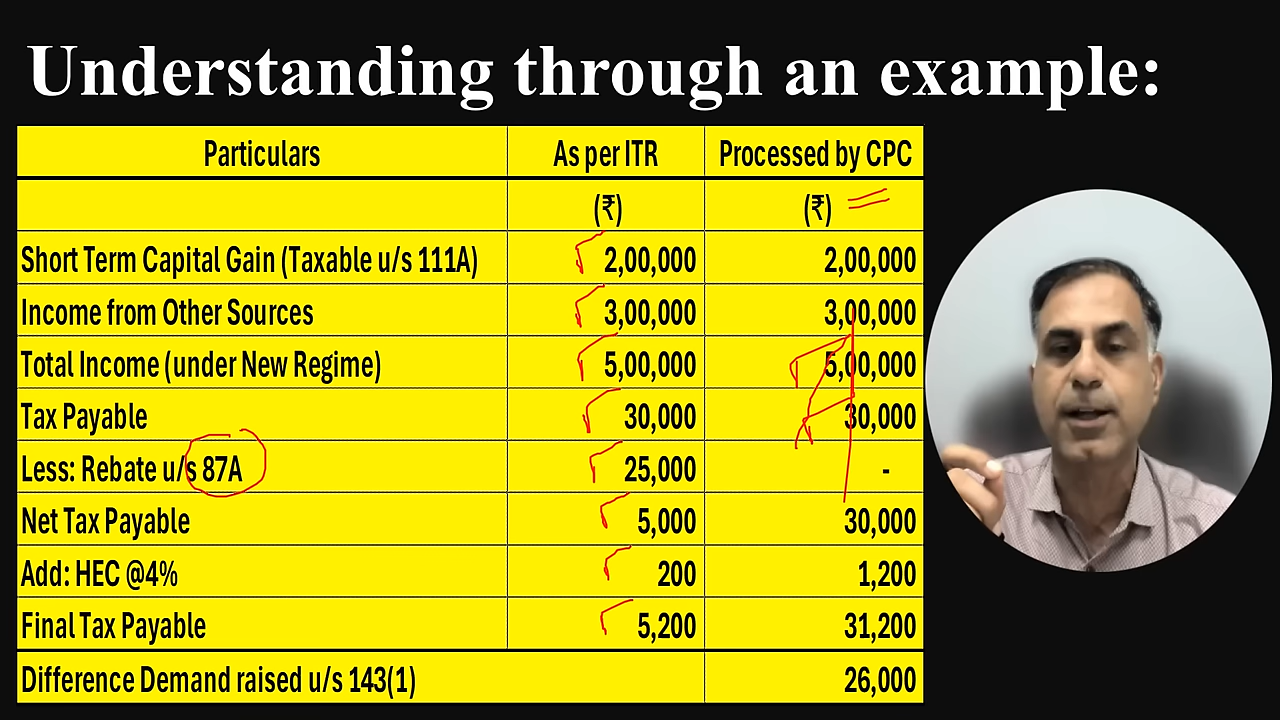 Understanding through an example:
Particulars As per ITR Processed by CPC
(₹) (₹)
Short Term Capital Gain (Taxable u/s 111A) 2,00,000 2,00,000
Income from Other Sources 3,00,000 3,00,000
Total Income (under New Regime) 5,00,000 5,00,000
Tax Payable 30,000 30,000
Less: Rebate u/s 87A 25,000 -
Net Tax Payable 5,000 30,000
Add: HEC @4% 200 1,200
Final Tax Payable 5,200 31,200
Difference Demand raised u/s 143(1) 26,000